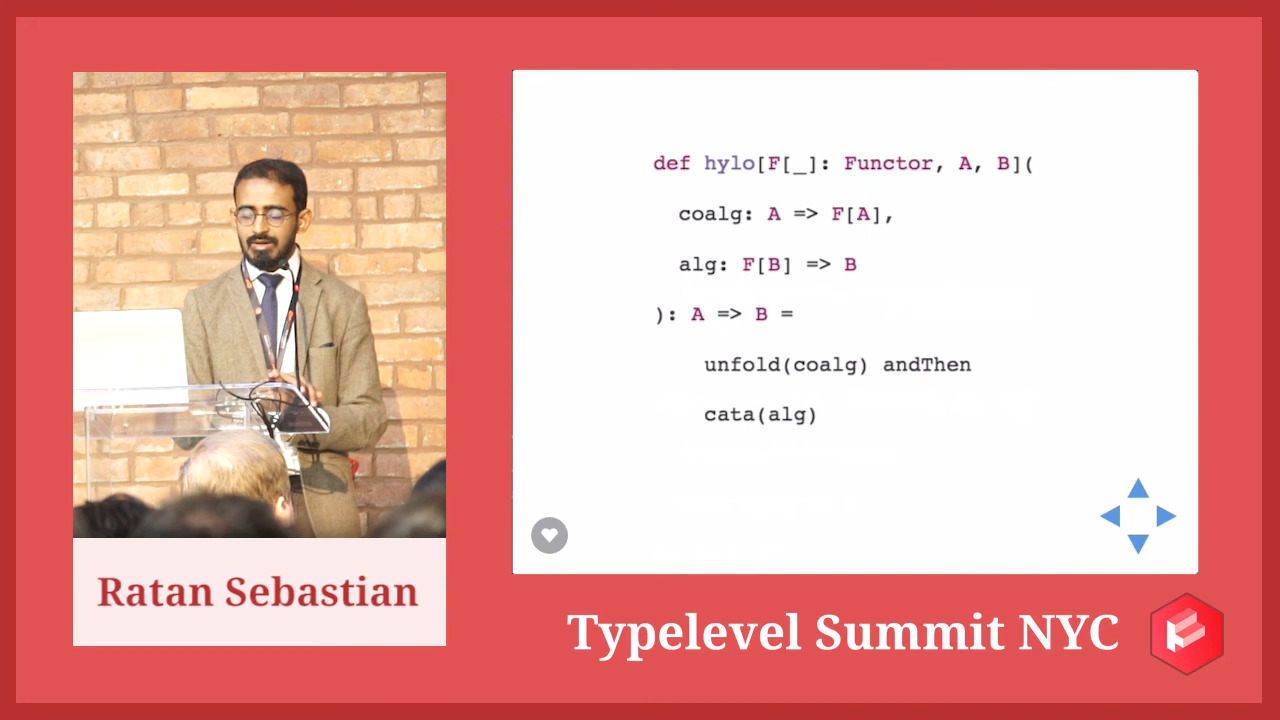 def hylo[F[_]: Functor, A, B](
coalg: A => F[A],
alg: F[B] => B
): A => B =
unfold(coalg) andThen
cata(alg)
Ratan Sebastian
Typelevel Summit NYC